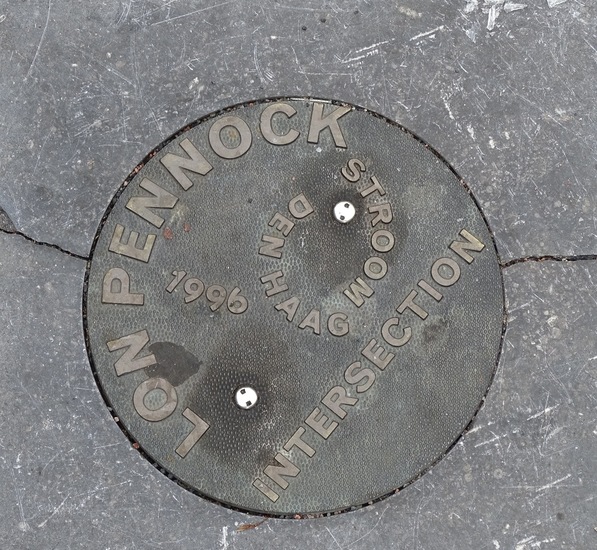 LON PENNOCK
1996
STROOM
DEN HAAG
INTERSECTION